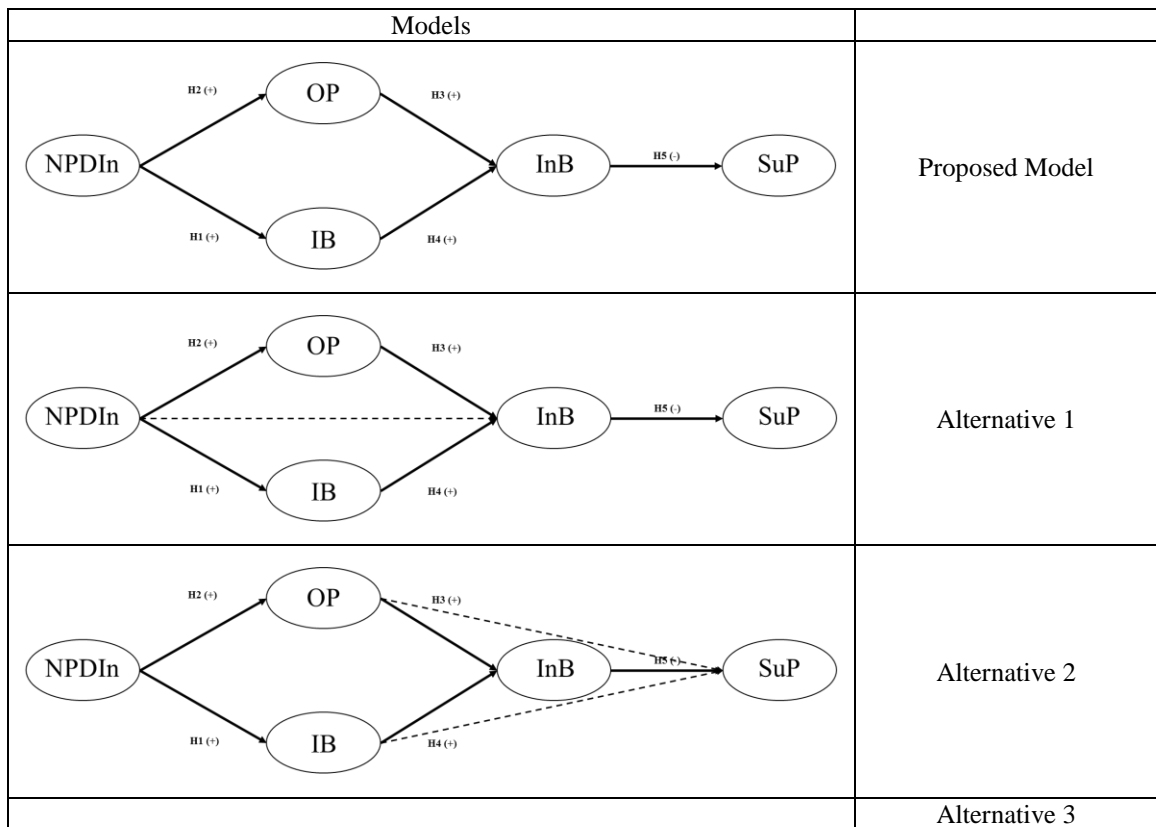 Models
H2 (+)
OP
H3 (+)
NPDIn
InB
H5 (-)
SuP
Proposed Model
H1 (+)
IB
H4 (+)
H2 (+)
OP
H3 (+)
NPDIn
InB
H5 (-)
SuP
Alternative 1
H1 (+)
IB
H4 (+)
H2 (+)
OP
H3 (+)
NPDIn
InB
H5 (-)
SuP
Alternative 2
H1 (+)
IB
H4 (+)
Alternative 3